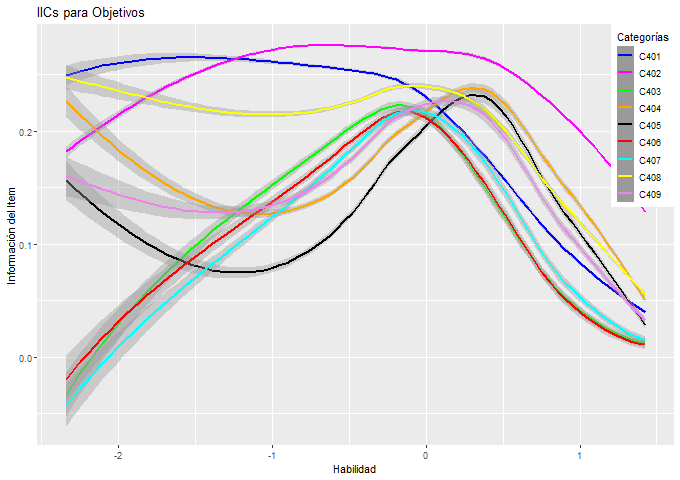 IICs para Objetivos
Categorías
C401
C402
C403
C404
C405
C406
C407
C408
C409
Información del Ítem
0.2
0.1
0.0
-2
-1
0
1
Habilidad